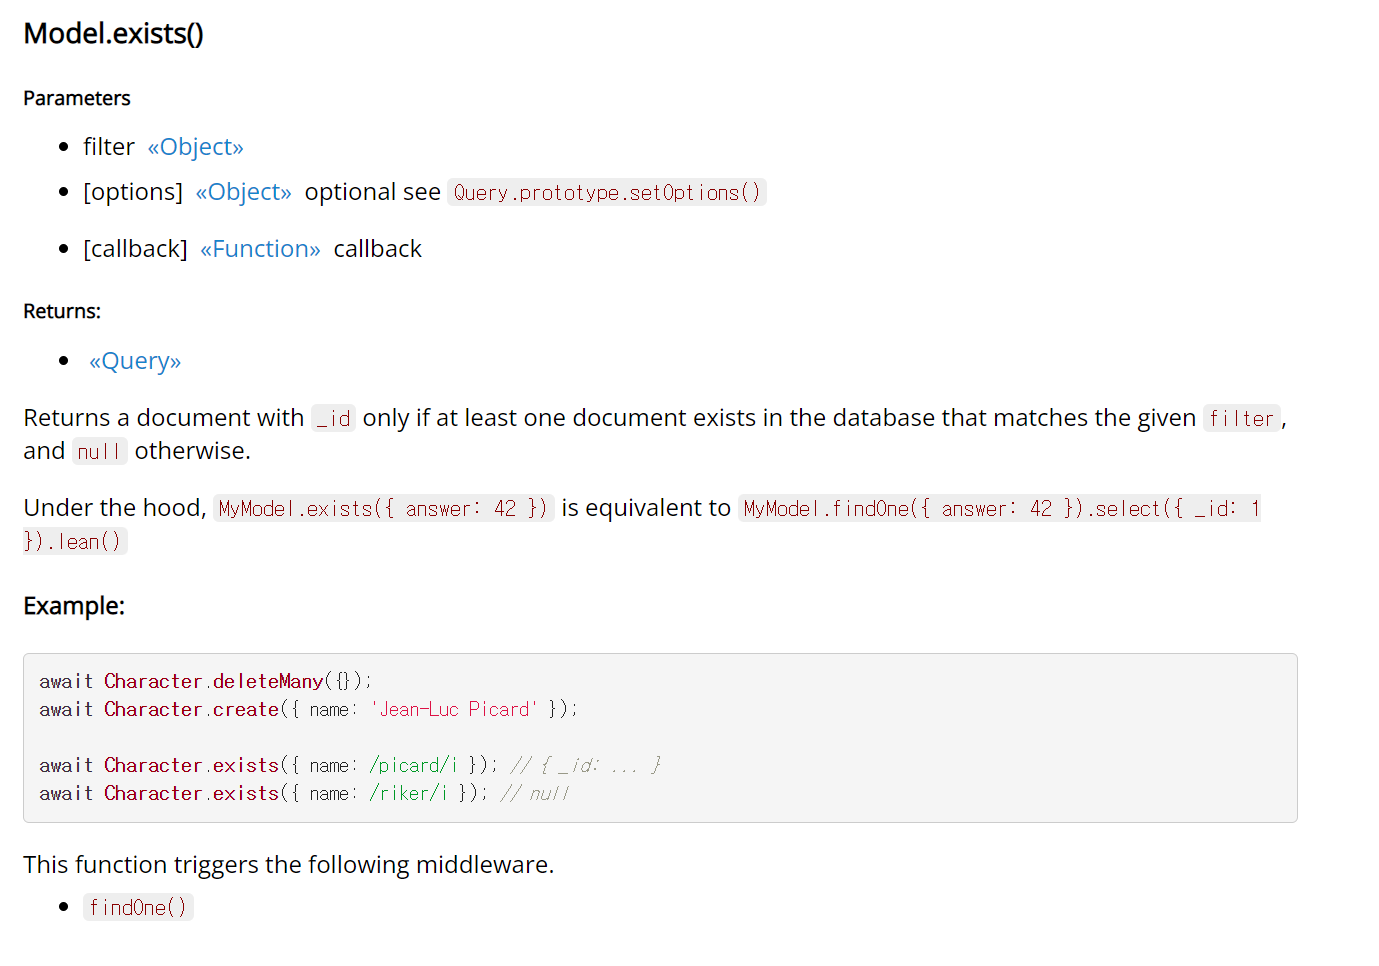 Model.exists()
Parameters
• filter «Object»
• [options] «Object» optional see Query.prototype.setOptions()
• [callback] «Function» callback
Returns:
• «Query»
Returns a document with _id only if at least one document exists in the database that matches the given filter,
and null otherwise.
Under the hood, MyModel.exists({ answer: 42 }) is equivalent to MyModel.findOne({ answer: 42 }).select({ _id: 1
}).lean()
Example:
await Character.deleteMany({});
await Character.create({ name: 'Jean-Luc Picard' });
await Character.exists({ name: /picard/i }); // { _id: ... }
await Character.exists({ name: /riker/i }); // null
This function triggers the following middleware.
• findOne()